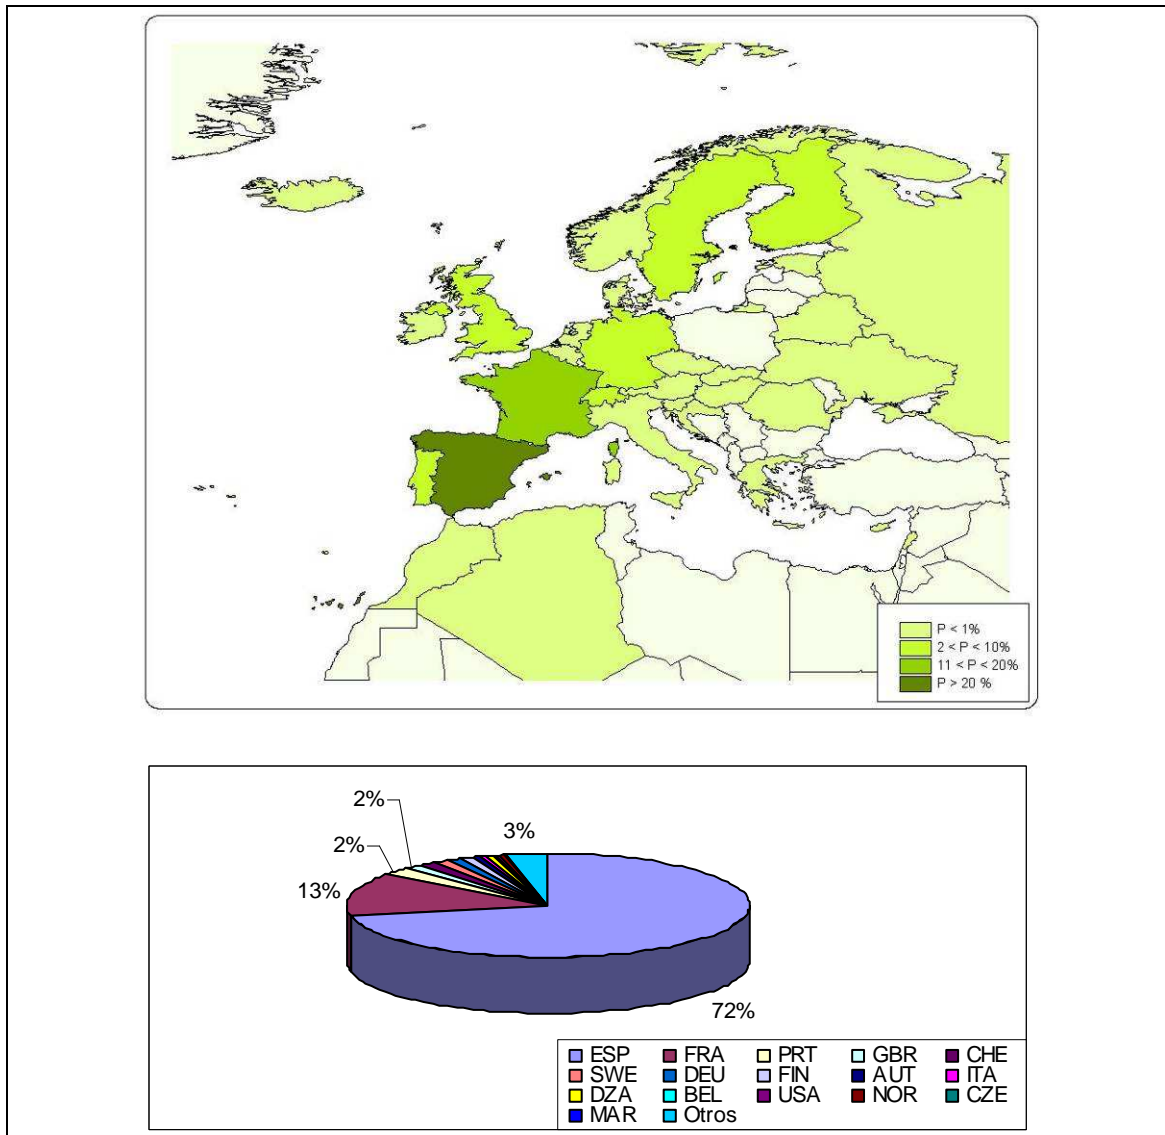 P < 1%
2 < P < 10%
11 < P < 20%
P > 20 %
2%
3%
2%
13%
72%
ESP FRA PRT GBR CHE
SWE DEU FIN AUT ITA
DZA BEL USA NOR CZE
MAR Otros